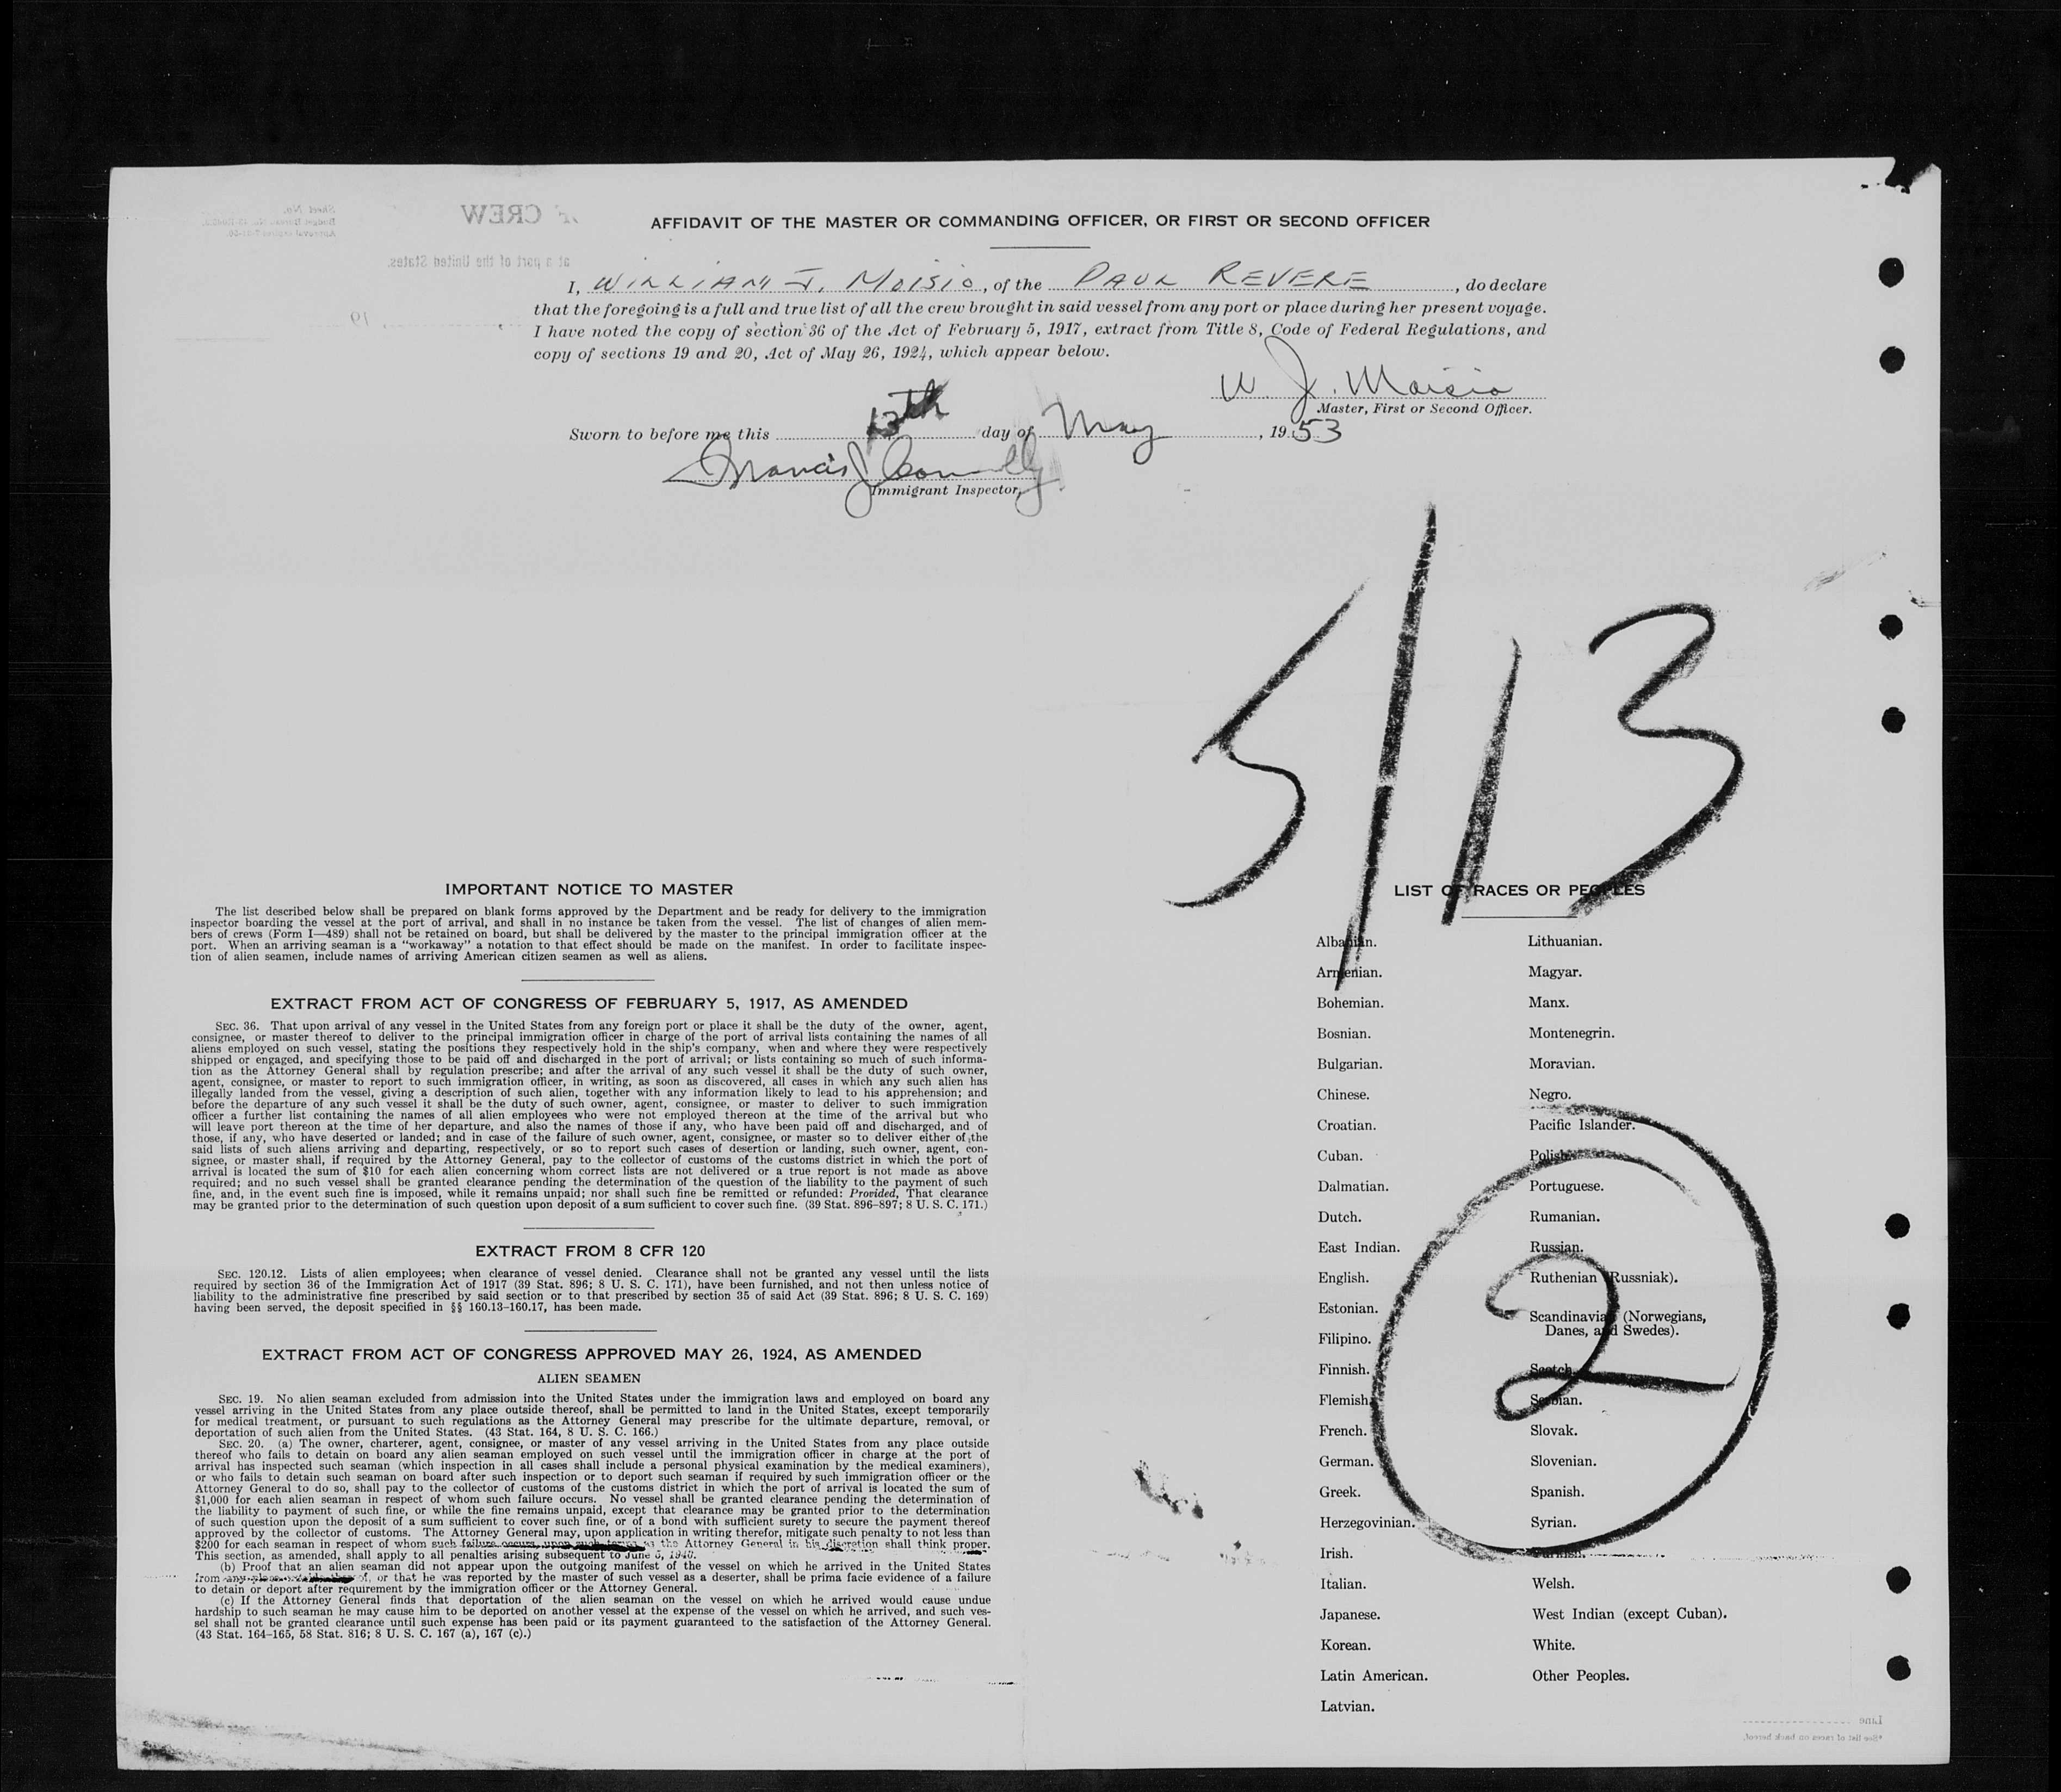 AFFIDAVIT OF THE MASTER OR COMMANDING OFFICER, OR FIRST OR SECOND OFFICER
I, WILLIAM J. MOISIO, of the PAUL REVERE, do declare
that the foregoing is a full and true list of all the crew brought in said vessel from any port or place during her present voyage.
I have noted the copy of section 36 of the Act of February 5, 1917, extract from Title 8, Code of Federal Regulations, and
copy of sections 19 and 20, Act of May 26, 1924, which appear below.
W. J. Moisio
Master, First or Second Officer.
Sworn to before me this 13th day of May, 1953
Francis J Connolly
Immigrant Inspector.
5/13
IMPORTANT NOTICE TO MASTER
The list described below shall be prepared on blank forms approved by the Department and be ready for delivery to the immigration
inspector boarding the vessel at the port of arrival, and shall in no instance be taken from the vessel. The list of changes of alien mem-
bers of crews (Form I—489) shall not be retained on board, but shall be delivered by the master to the principal immigration officer at the
port. When an arriving seaman is a "workaway" a notation to that effect should be made on the manifest. In order to facilitate inspec-
tion of alien seamen, include names of arriving American citizen seamen as well as aliens.
EXTRACT FROM ACT OF CONGRESS OF FEBRUARY 5, 1917, AS AMENDED
SEC. 36. That upon arrival of any vessel in the United States from any foreign port or place it shall be the duty of the owner, agent,
consignee, or master thereof to deliver to the principal immigration officer in charge of the port of arrival lists containing the names of all
aliens employed on such vessel, stating the positions they respectively hold in the ship's company, when and where they were respectively
shipped or engaged, and specifying those to be paid off and discharged in the port of arrival; or lists containing so much of such informa-
tion as the Attorney General shall by regulation prescribe; and after the arrival of any such vessel it shall be the duty of such owner,
agent, consignee, or master to report to such immigration officer, in writing, as soon as discovered, all cases in which any such alien has
illegally landed from the vessel, giving a description of such alien, together with any information likely to lead to his apprehension; and
before the departure of any such vessel it shall be the duty of such owner, agent, consignee, or master to deliver to such immigration
officer a further list containing the names of all alien employees who were not employed thereon at the time of the arrival but who
will leave port thereon at the time of her departure, and also the names of those if any, who have been paid off and discharged, and of
those, if any, who have deserted or landed; and in case of the failure of such owner, agent, consignee, or master so to deliver either of the
said lists of such aliens arriving and departing, respectively, or so to report such cases of desertion or landing, such owner, agent, con-
signee, or master shall, if required by the Attorney General, pay to the collector of customs of the customs district in which the port of
arrival is located the sum of $10 for each alien concerning whom correct lists are not delivered or a true report is not made as above
required; and no such vessel shall be granted clearance pending the determination of the question of the liability to the payment of such
fine, and, in the event such fine is imposed, while it remains unpaid; nor shall such fine be remitted or refunded: Provided, That clearance
may be granted prior to the determination of such question upon deposit of a sum sufficient to cover such fine. (39 Stat. 896–897; 8 U. S. C. 171.)
EXTRACT FROM 8 CFR 120
SEC. 120.12. Lists of alien employees; when clearance of vessel denied. Clearance shall not be granted any vessel until the lists
required by section 36 of the Immigration Act of 1917 (39 Stat. 896; 8 U. S. C. 171), have been furnished, and not then unless notice of
liability to the administrative fine prescribed by said section or to that prescribed by section 35 of said Act (39 Stat. 896; 8 U. S. C. 169)
having been served, the deposit specified in §§ 160.13–160.17, has been made.
EXTRACT FROM ACT OF CONGRESS APPROVED MAY 26, 1924, AS AMENDED
ALIEN SEAMEN
SEC. 19. No alien seaman excluded from admission into the United States under the immigration laws and employed on board any
vessel arriving in the United States from any place outside thereof, shall be permitted to land in the United States, except temporarily
for medical treatment, or pursuant to such regulations as the Attorney General may prescribe for the ultimate departure, removal, or
deportation of such alien from the United States. (43 Stat. 164, 8 U. S. C. 166.)
SEC. 20. (a) The owner, charterer, agent, consignee, or master of any vessel arriving in the United States from any place outside
thereof who fails to detain on board any alien seaman employed on such vessel until the immigration officer in charge at the port of
arrival has inspected such seaman (which inspection in all cases shall include a personal physical examination by the medical examiners),
or who fails to detain such seaman on board after such inspection or to deport such seaman if required by such immigration officer or the
Attorney General to do so, shall pay to the collector of customs of the customs district in which the port of arrival is located the sum of
$1,000 for each alien seaman in respect of whom such failure occurs. No vessel shall be granted clearance pending the determination of
the liability to payment of such fine, or while the fine remains unpaid, except that clearance may be granted prior to the determination
of such question upon the deposit of a sum sufficient to cover such fine, or of a bond with sufficient surety to secure the payment thereof
approved by the collector of customs. The Attorney General may, upon application in writing therefor, mitigate such penalty to not less than
$200 for each seaman in respect of whom such failure occurs, upon such terms as the Attorney General in his discretion shall think proper.
This section, as amended, shall apply to all penalties arising subsequent to June 5, 1940.
(b) Proof that an alien seaman did not appear upon the outgoing manifest of the vessel on which he arrived in the United States
from any place of, or that he was reported by the master of such vessel as a deserter, shall be prima facie evidence of a failure
to detain or deport after requirement by the immigration officer or the Attorney General.
(c) If the Attorney General finds that deportation of the alien seaman on the vessel on which he arrived would cause undue
hardship to such seaman he may cause him to be deported on another vessel at the expense of the vessel on which he arrived, and such ves-
sel shall not be granted clearance until such expense has been paid or its payment guaranteed to the satisfaction of the Attorney General.
(43 Stat. 164–165, 58 Stat. 816; 8 U. S. C. 167 (a), 167 (c).)
LIST OF RACES OR PEOPLES
Albanian.
Armenian.
Bohemian.
Bosnian.
Bulgarian.
Chinese.
Croatian.
Cuban.
Dalmatian.
Dutch.
East Indian.
English.
Estonian.
Filipino.
Finnish.
Flemish.
French.
German.
Greek.
Herzegovinian.
Irish.
Italian.
Japanese.
Korean.
Latin American.
Latvian.
Lithuanian.
Magyar.
Manx.
Montenegrin.
Moravian.
Negro.
Pacific Islander.
Polish.
Portuguese.
Rumanian.
Russian.
Ruthenian (Russniak).
Scandinavian (Norwegians,
Danes, and Swedes).
Scotch.
Serbian.
Slovak.
Slovenian.
Spanish.
Syrian.
Turkish.
Welsh.
West Indian (except Cuban).
White.
Other Peoples.
2